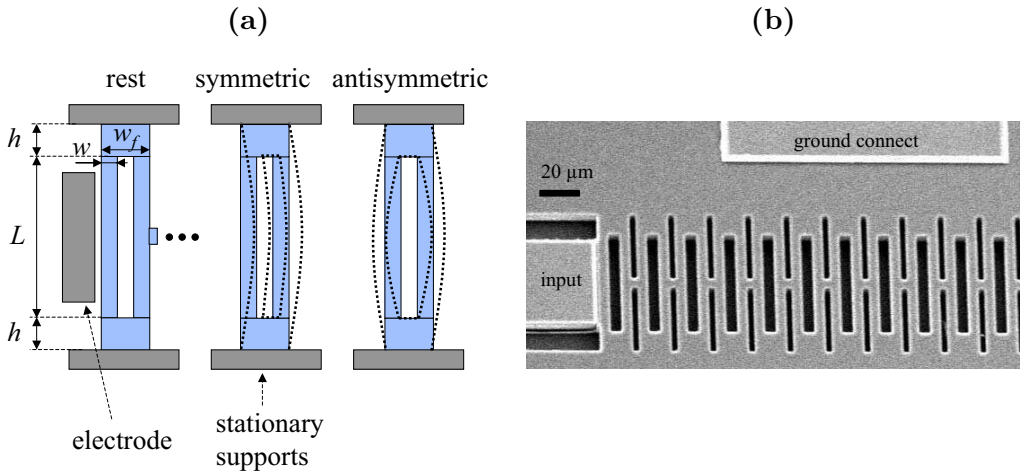 (a)
(b)
rest
symmetric
antisymmetric
h
w_f
w
L
h
electrode
stationary
supports
ground connect
20 µm
input